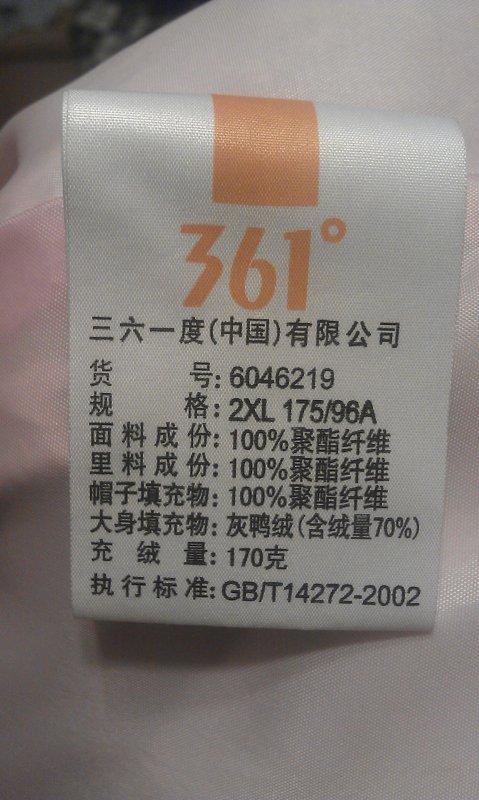 361°
三六一度(中国)有限公司
货 号: 6046219
规 格: 2XL 175/96A
面料成份: 100%聚酯纤维
里料成份: 100%聚酯纤维
帽子填充物: 100%聚酯纤维
大身填充物: 灰鸭绒(含绒量70%)
充绒量: 170克
执行标准: GB/T14272-2002